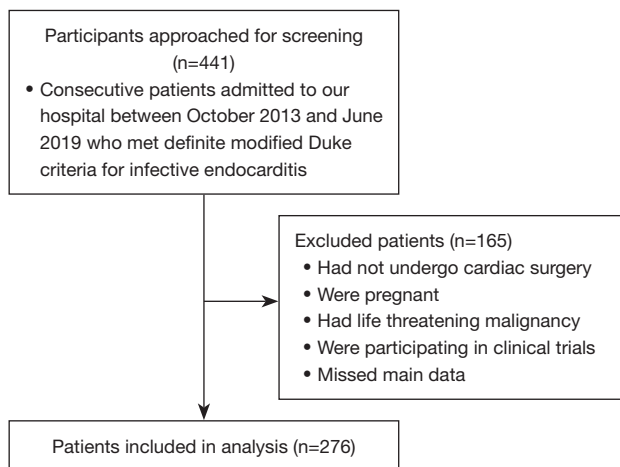 Participants approached for screening
(n=441)
• Consecutive patients admitted to our
hospital between October 2013 and June
2019 who met definite modified Duke
criteria for infective endocarditis
Excluded patients (n=165)
• Had not undergo cardiac surgery
• Were pregnant
• Had life threatening malignancy
• Were participating in clinical trials
• Missed main data
Patients included in analysis (n=276)